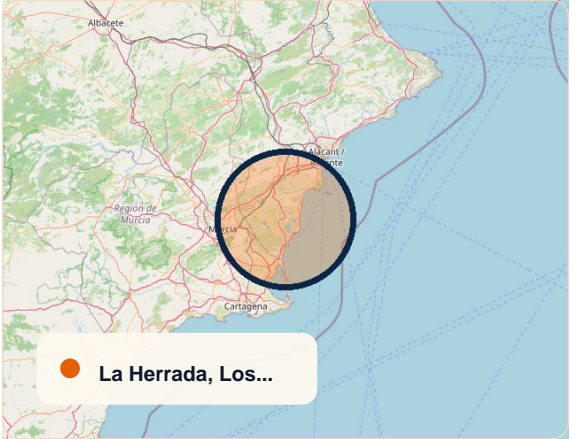 Albacete
Alacant /
Alicante
Región de
Murcia
Murcia
Cartagena
La Herrada, Los...